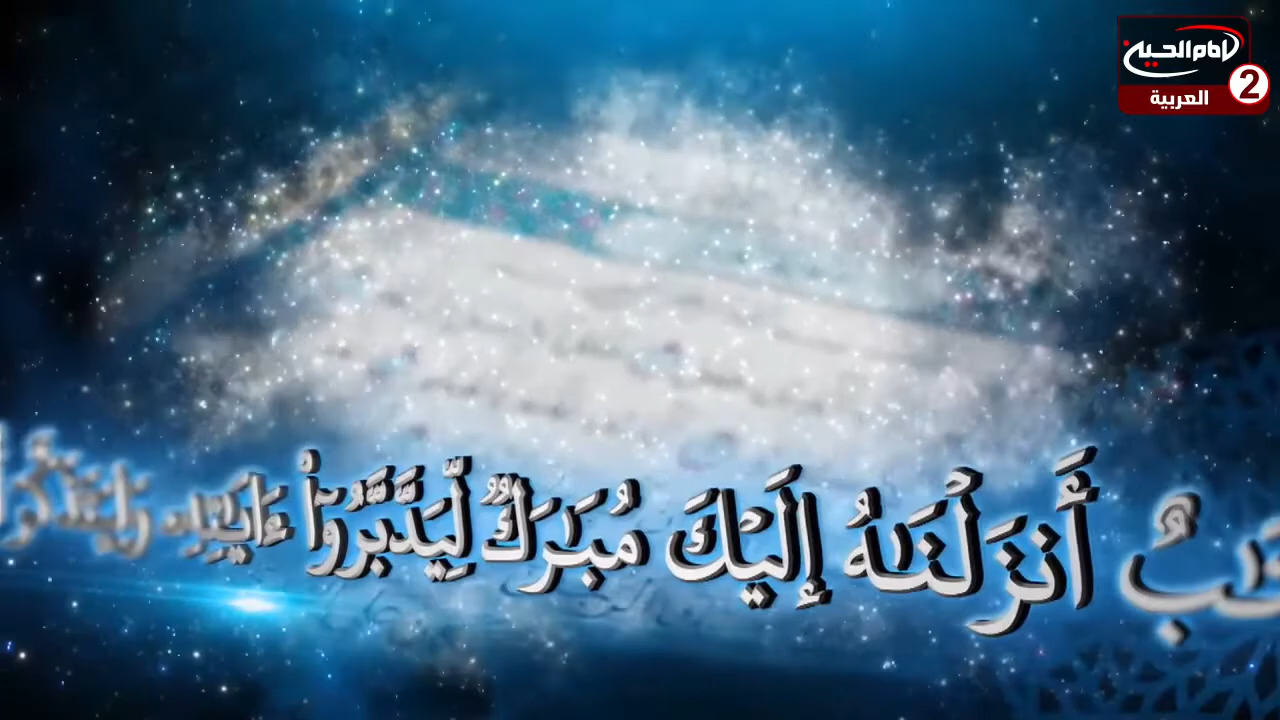 امام الحسين
2
العربية
أَنزَلْنَٰهُ إِلَيْكَ مُبَٰرَكٌ لِّيَدَّبَّرُوٓا۟ ءَايَٰتِهِۦ